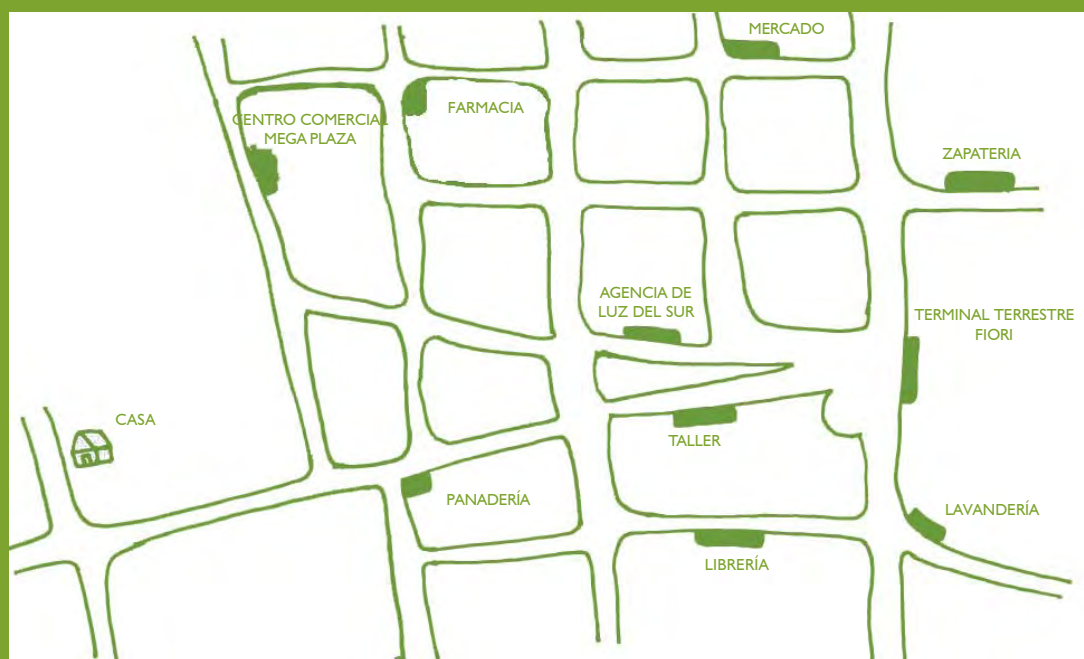 MERCADO
CENTRO COMERCIAL
MEGA PLAZA
FARMACIA
ZAPATERIA
AGENCIA DE
LUZ DEL SUR
TERMINAL TERRESTRE
FIORI
CASA
TALLER
PANADERÍA
LAVANDERÍA
LIBRERÍA